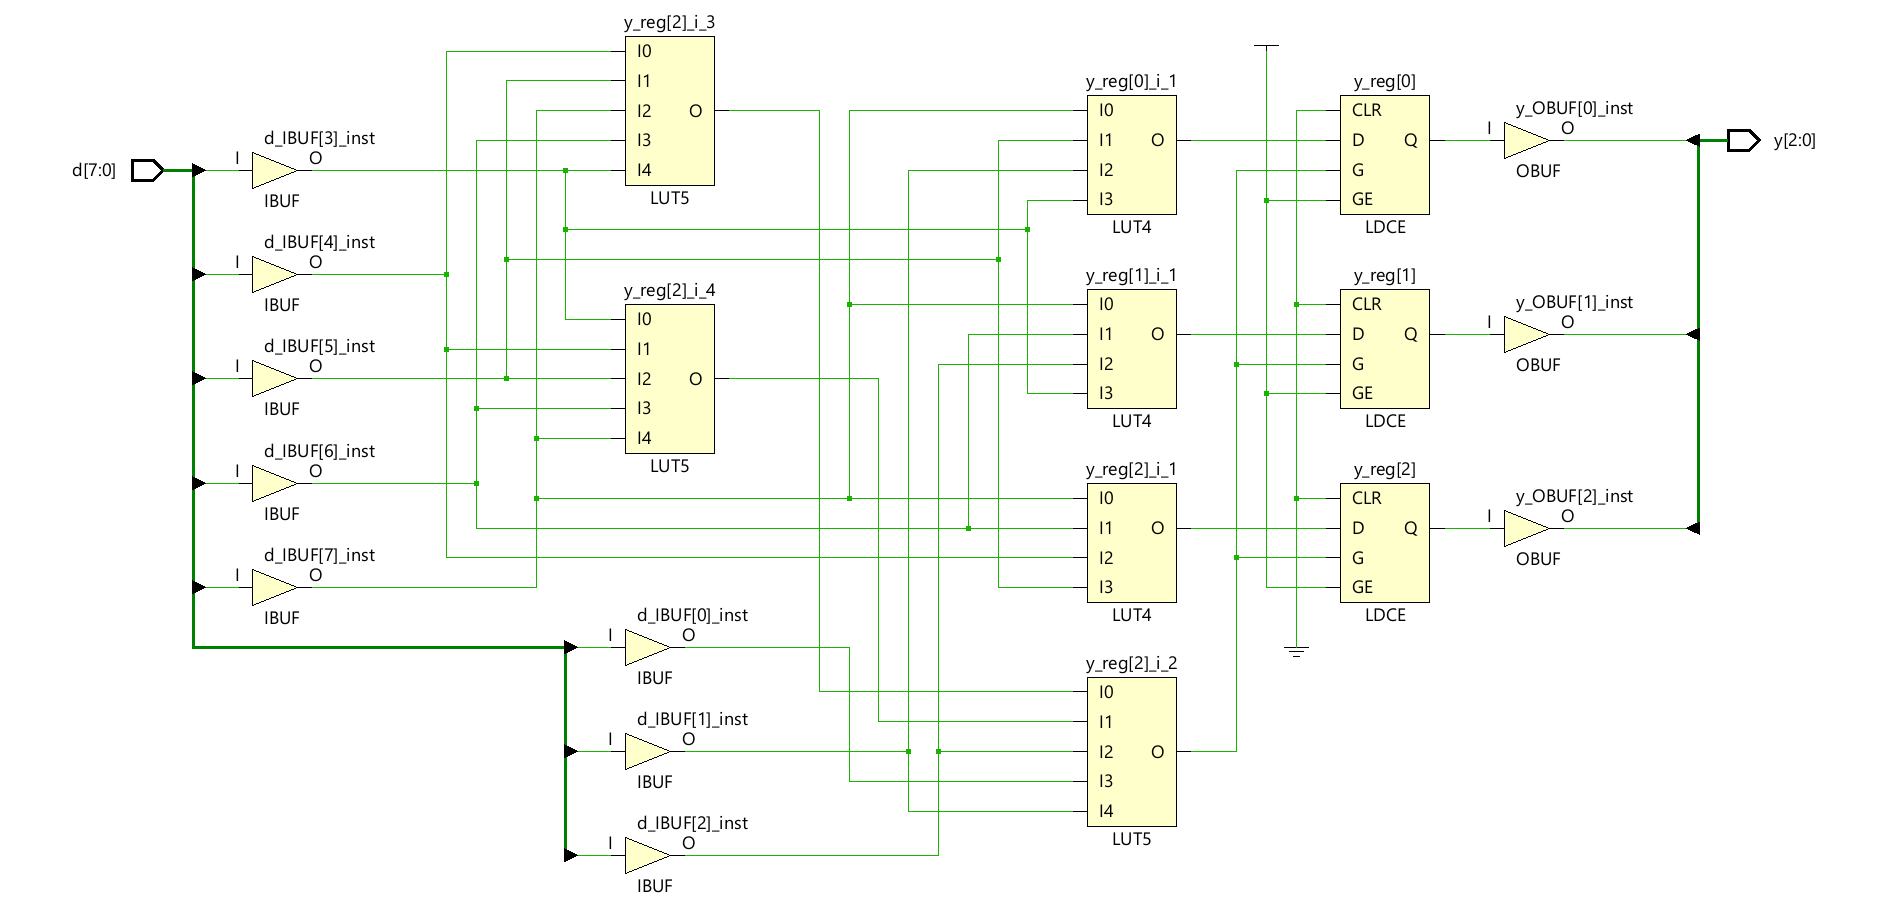 d[7:0]
d_IBUF[3]_inst
I
O
IBUF
d_IBUF[4]_inst
I
O
IBUF
d_IBUF[5]_inst
I
O
IBUF
d_IBUF[6]_inst
I
O
IBUF
d_IBUF[7]_inst
I
O
IBUF
y_reg[2]_i_3
I0
I1
I2
O
I3
I4
LUT5
y_reg[2]_i_4
I0
I1
I2
O
I3
I4
LUT5
d_IBUF[0]_inst
I
O
IBUF
d_IBUF[1]_inst
I
O
IBUF
d_IBUF[2]_inst
I
O
IBUF
y_reg[0]_i_1
I0
I1
O
I2
I3
LUT4
y_reg[1]_i_1
I0
I1
O
I2
I3
LUT4
y_reg[2]_i_1
I0
I1
O
I2
I3
LUT4
y_reg[2]_i_2
I0
I1
I2
O
I3
I4
LUT5
y_reg[0]
CLR
D
Q
G
GE
LDCE
y_reg[1]
CLR
D
Q
G
GE
LDCE
y_reg[2]
CLR
D
Q
G
GE
LDCE
y_OBUF[0]_inst
I
O
OBUF
y_OBUF[1]_inst
I
O
OBUF
y_OBUF[2]_inst
I
O
OBUF
y[2:0]